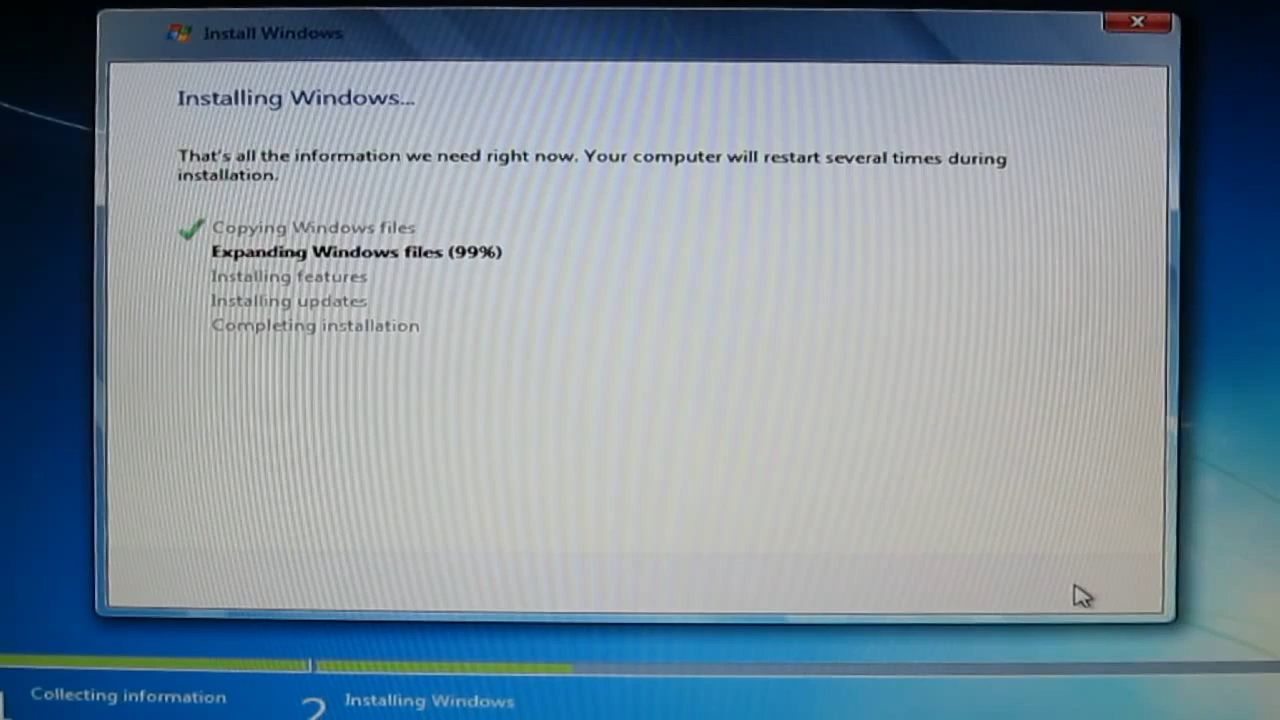 Install Windows
Installing Windows...
That's all the information we need right now. Your computer will restart several times during
installation.
Copying Windows files
Expanding Windows files (99%)
Installing features
Installing updates
Completing installation
1 Collecting information
2 Installing Windows